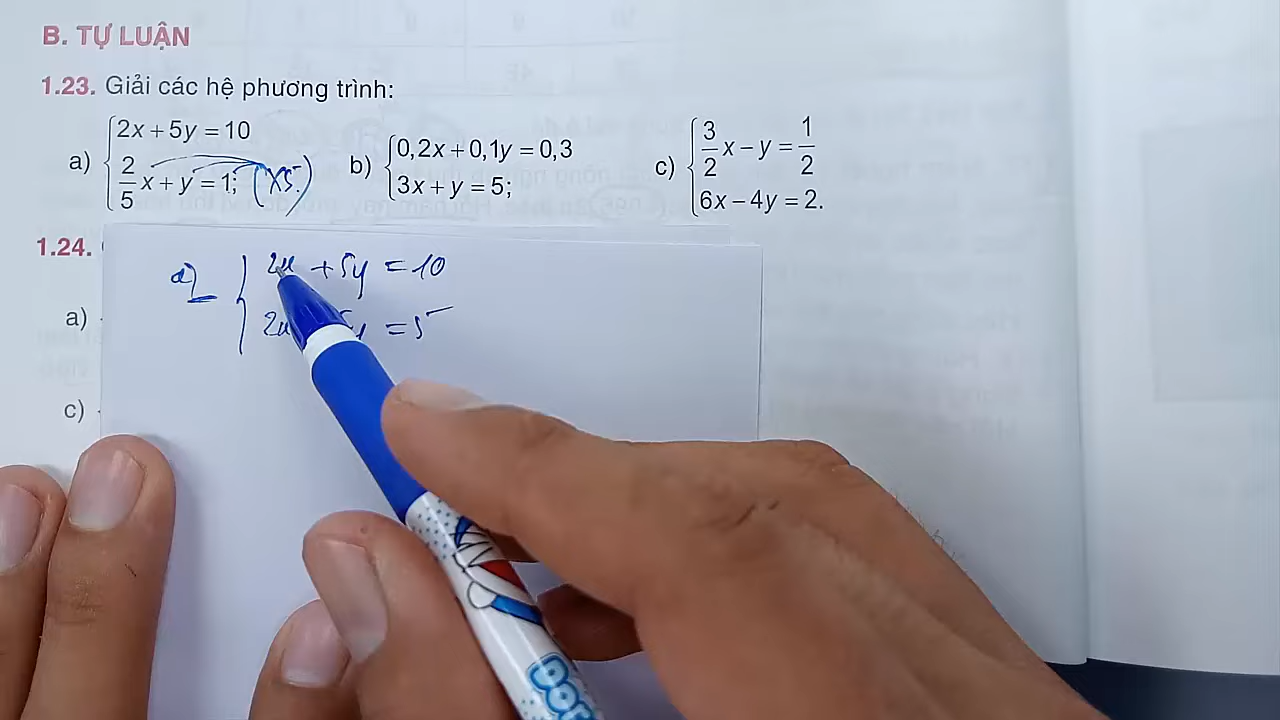 B. TỰ LUẬN
1.23. Giải các hệ phương trình:
a) { 2x + 5y = 10
2/5 x + y = 1; (x5)
b) { 0,2x + 0,1y = 0,3
3x + y = 5;
c) { 3/2 x − y = 1/2
6x − 4y = 2.
1.24.
a) { 2x + 5y = 10
2x 5y = 5
a)
c)